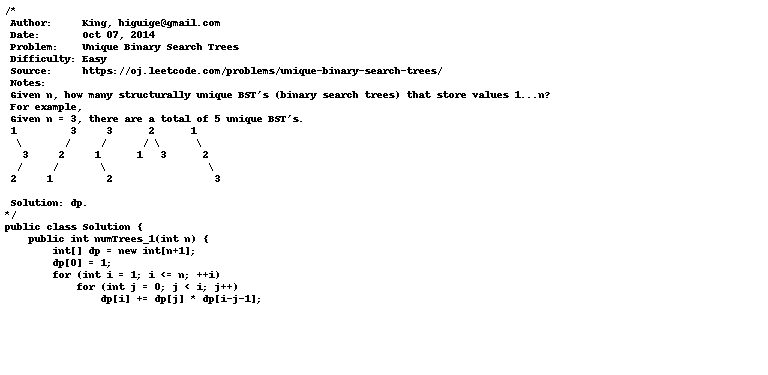 /*
 Author:     King, higuige@gmail.com
 Date:       Oct 07, 2014
 Problem:    Unique Binary Search Trees
 Difficulty: Easy
 Source:     https://oj.leetcode.com/problems/unique-binary-search-trees/
 Notes:
 Given n, how many structurally unique BST's (binary search trees) that store values 1...n?
 For example,
 Given n = 3, there are a total of 5 unique BST's.
 1         3     3      2      1
  \       /     /      / \      \
   3     2     1      1   3      2
  /     /       \                 \
 2     1         2                 3

 Solution: dp.
*/
public class Solution {
    public int numTrees_1(int n) {
        int[] dp = new int[n+1];
        dp[0] = 1;
        for (int i = 1; i <= n; ++i)
            for (int j = 0; j < i; j++)
                dp[i] += dp[j] * dp[i-j-1];